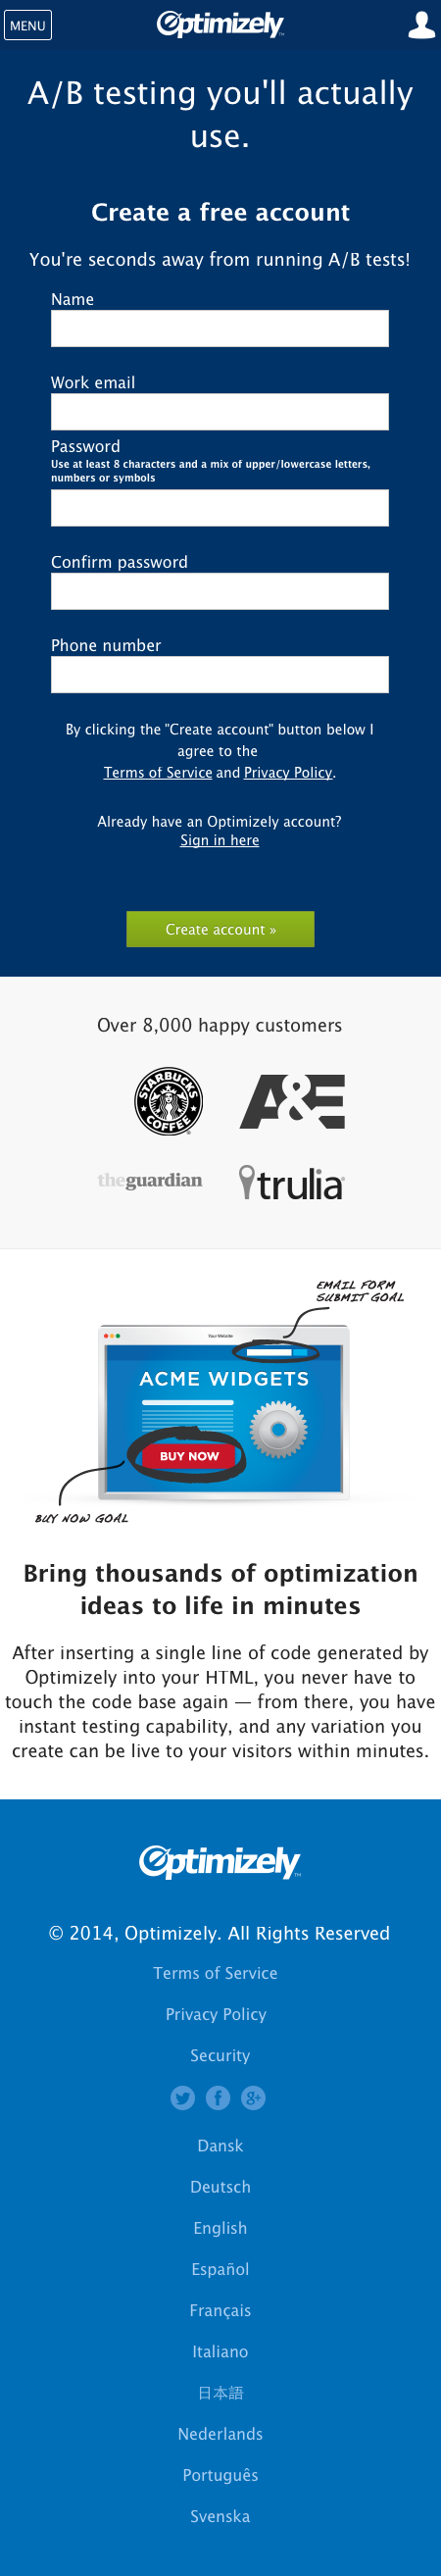 MENU
Optimizely
A/B testing you'll actually
use.
Create a free account
You're seconds away from running A/B tests!
Name
Work email
Password
Use at least 8 characters and a mix of upper/lowercase letters,
numbers or symbols
Confirm password
Phone number
By clicking the "Create account" button below I
agree to the
Terms of Service and Privacy Policy.
Already have an Optimizely account?
Sign in here
Create account »
Over 8,000 happy customers
STARBUCKS
COFFEE
A&E
theguardian
trulia
EMAIL FORM
SUBMIT GOAL
Your Website
ACME WIDGETS
BUY NOW
BUY NOW GOAL
Bring thousands of optimization
ideas to life in minutes
After inserting a single line of code generated by
Optimizely into your HTML, you never have to
touch the code base again — from there, you have
instant testing capability, and any variation you
create can be live to your visitors within minutes.
Optimizely
© 2014, Optimizely. All Rights Reserved
Terms of Service
Privacy Policy
Security
Dansk
Deutsch
English
Español
Français
Italiano
日本語
Nederlands
Português
Svenska